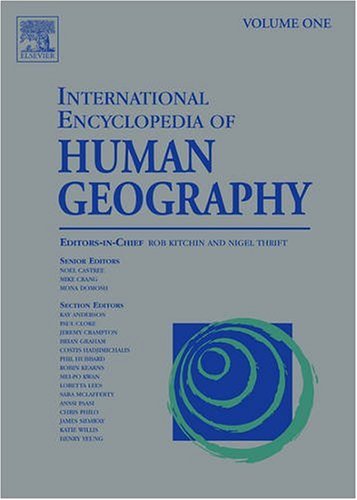 VOLUME ONE
ELSEVIER
INTERNATIONAL
ENCYCLOPEDIA OF
HUMAN
GEOGRAPHY
EDITORS-IN-CHIEF ROB KITCHIN AND NIGEL THRIFT
SENIOR EDITORS
NOEL CASTREE
MIKE CRANG
MONA DOMOSH
SECTION EDITORS
KAY ANDERSON
PAUL CLOKE
JEREMY CRAMPTON
BRIAN GRAHAM
COSTIS HADJIMICHALIS
PHIL HUBBARD
ROBIN KEARNS
MEI-PO KWAN
LORETTA LEES
SARA MCLAFFERTY
ANSSI PAASI
CHRIS PHILO
JAMES SIDAWAY
KATIE WILLIS
HENRY YEUNG